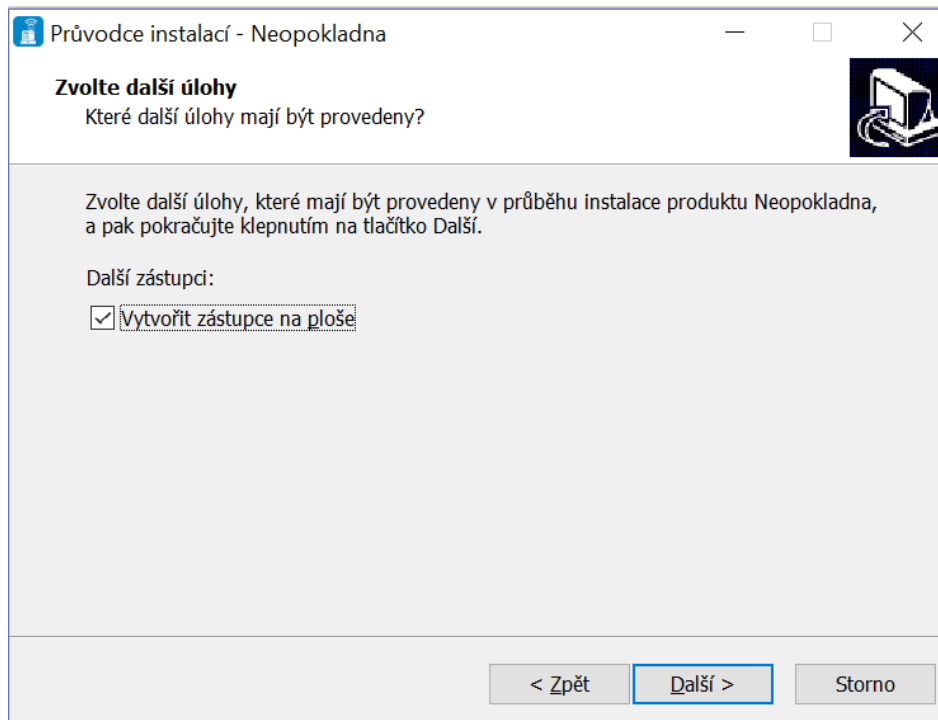 Průvodce instalací - Neopokladna
Zvolte další úlohy
Které další úlohy mají být provedeny?
Zvolte další úlohy, které mají být provedeny v průběhu instalace produktu Neopokladna,
a pak pokračujte klepnutím na tlačítko Další.
Další zástupci:
Vytvořit zástupce na ploše
< Zpět
Další >
Storno